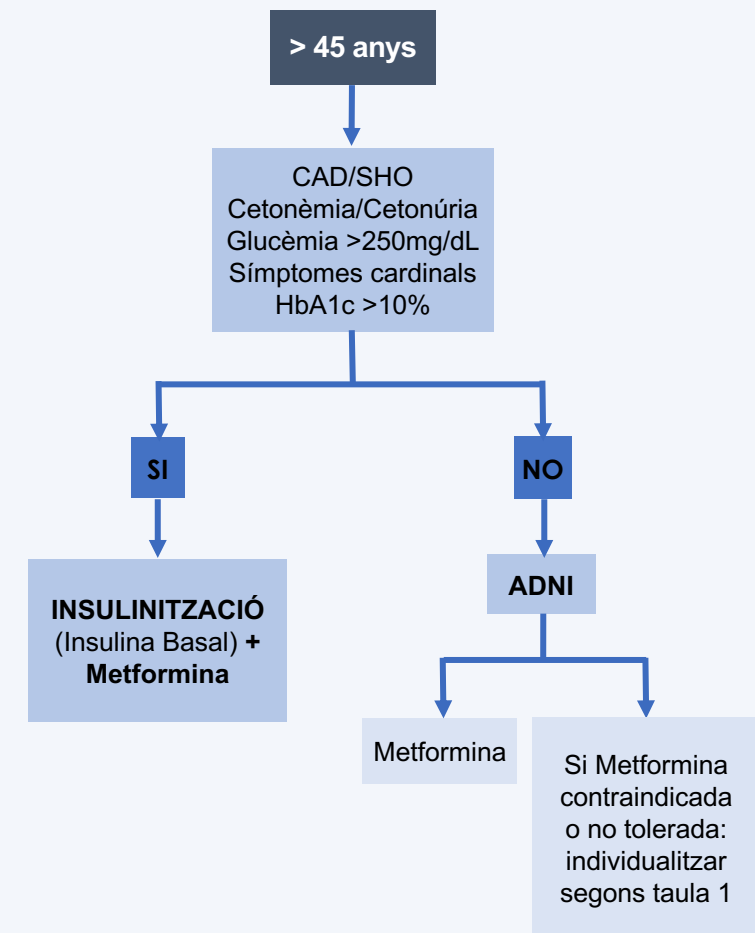 > 45 anys
CAD/SHO
Cetonèmia/Cetonúria
Glucèmia >250mg/dL
Símptomes cardinals
HbA1c >10%
SI
NO
INSULINITZACIÓ
(Insulina Basal) +
Metformina
ADNI
Metformina
Si Metformina
contraindicada
o no tolerada:
individualitzar
segons taula 1